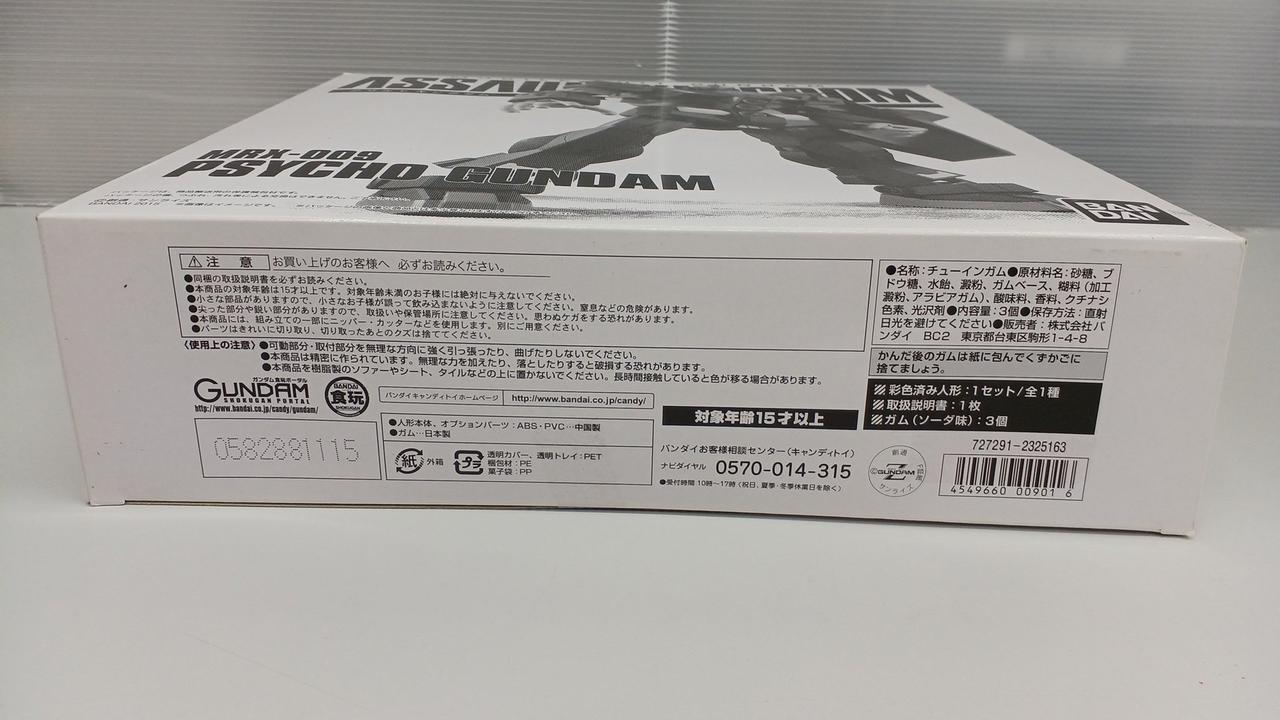 MRX-009
PSYCHO GUNDAM
BANDAI 2015
BAN
DAI
注 意 お買い上げのお客様へ 必ずお読みください。
●同梱の取扱説明書を必ずお読みください。
●本商品の対象年齢は15才以上です。対象年齢未満のお子様には絶対に与えないでください。
●小さな部品がありますので、小さなお子様が誤って飲み込まないように注意してください。窒息などの危険があります。
●尖った部分や鋭い部分がありますので、取扱いや保管場所に注意してください。思わぬケガをする恐れがあります。
●本商品には、組み立ての一部にニッパー・カッターなどを使用します。別にご用意ください。
●パーツはきれいに切り取り、切り取ったあとのクズは捨ててください。
〈使用上の注意〉●可動部分・取付部分を無理な方向に強く引っ張ったり、曲げたりしないでください。
●本商品は精密に作られています。無理な力を加えたり、落としたりすると破損する恐れがあります。
●本商品を樹脂製のソファーやシート、タイルなどの上に置かないでください。長時間接触していると色が移る場合があります。
ガンダム食玩ポータル
GUNDAM
SHOKUGAN PORTAL
http://www.bandai.co.jp/candy/gundam/
BANDAI
食玩
SHOKUGAN
バンダイキャンディトイホームページ http://www.bandai.co.jp/candy/
0582881115
●人形本体、オプションパーツ：ABS・PVC…中国製
●ガム…日本製
紙 外箱
プラ
透明カバー、透明トレイ：PET
梱包材：PE
菓子袋：PP
対象年齢15才以上
バンダイお客様相談センター（キャンディトイ）
ナビダイヤル 0570-014-315
●受付時間 10時～17時（祝日、夏季・冬季休業日を除く）
●名称：チューインガム●原材料名：砂糖、ブ
ドウ糖、水飴、澱粉、ガムベース、糊料（加工
澱粉、アラビアガム）、酸味料、香料、クチナシ
色素、光沢剤●内容量：3個●保存方法：直射
日光を避けてください●販売者：株式会社バ
ンダイ BC2 東京都台東区駒形1-4-8
かんだ後のガムは紙に包んでくずかごに
捨てましょう。
彩色済み人形：1セット/全1種
取扱説明書：1枚
ガム（ソーダ味）：3個
創通
©GUNDAM
サンライズ
727291-2325163
4549660 00901 6